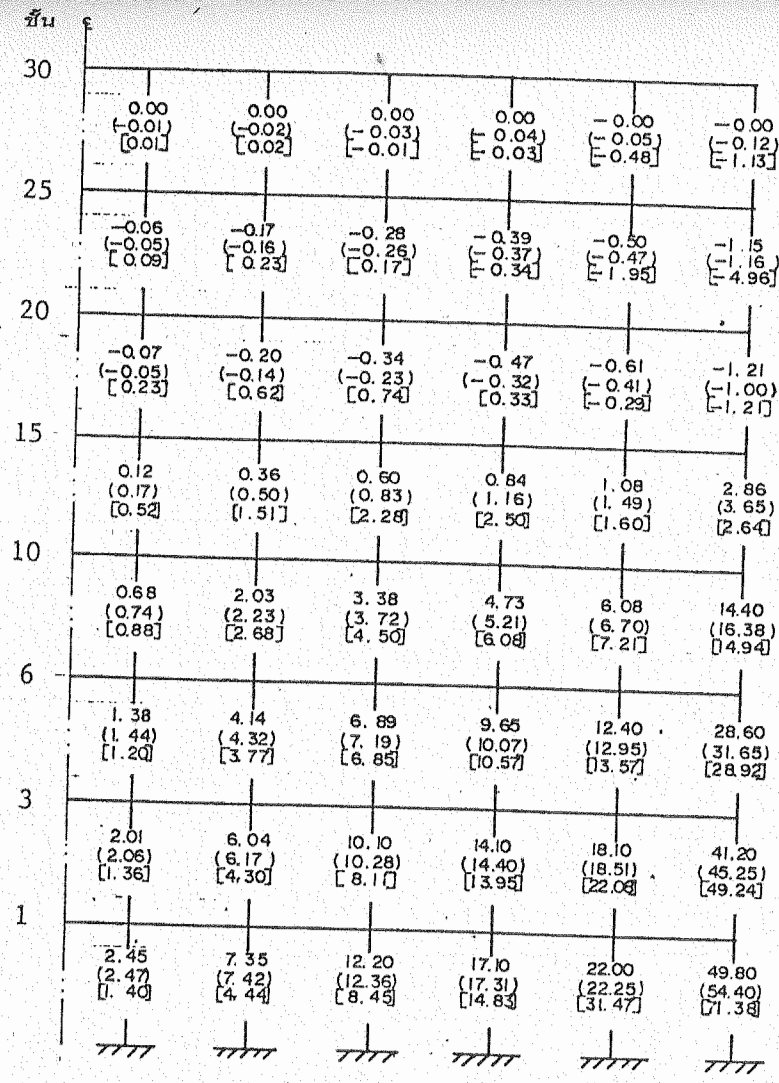 ชั้น ȼ
30
0.00 0.00 0.00 0.00 -0.00 -0.00
(-0.01) (-0.02) (-0.03) (-0.04) (-0.05) (-0.12)
[0.01] [0.02] [-0.01] [-0.03] [-0.48] [-1.13]
25
-0.06 -0.17 -0.28 -0.39 -0.50 -1.15
(-0.05) (-0.16) (-0.26) (-0.37) (-0.47) (-1.16)
[0.09] [0.23] [0.17] [-0.34] [-1.95] [-4.96]
20
-0.07 -0.20 -0.34 -0.47 -0.61 -1.21
(-0.05) (-0.14) (-0.23) (-0.32) (-0.41) (-1.00)
[0.23] [0.62] [0.74] [0.33] [-0.29] [-1.21]
15
0.12 0.36 0.60 0.84 1.08 2.86
(0.17) (0.50) (0.83) (1.16) (1.49) (3.65)
[0.52] [1.51] [2.28] [2.50] [1.60] [2.64]
10
0.68 2.03 3.38 4.73 6.08 14.40
(0.74) (2.23) (3.72) (5.21) (6.70) (16.38)
[0.88] [2.68] [4.50] [6.08] [7.21] [14.94]
6
1.38 4.14 6.89 9.65 12.40 28.60
(1.44) (4.32) (7.19) (10.07) (12.95) (31.65)
[1.20] [3.77] [6.85] [10.57] [13.57] [28.92]
3
2.01 6.04 10.10 14.10 18.10 41.20
(2.06) (6.17) (10.28) (14.40) (18.51) (45.25)
[1.36] [4.30] [8.11] [13.95] [22.08] [49.24]
1
2.45 7.35 12.20 17.10 22.00 49.80
(2.47) (7.42) (12.36) (17.31) (22.25) (54.40)
[1.40] [4.44] [8.45] [14.83] [31.47] [71.38]